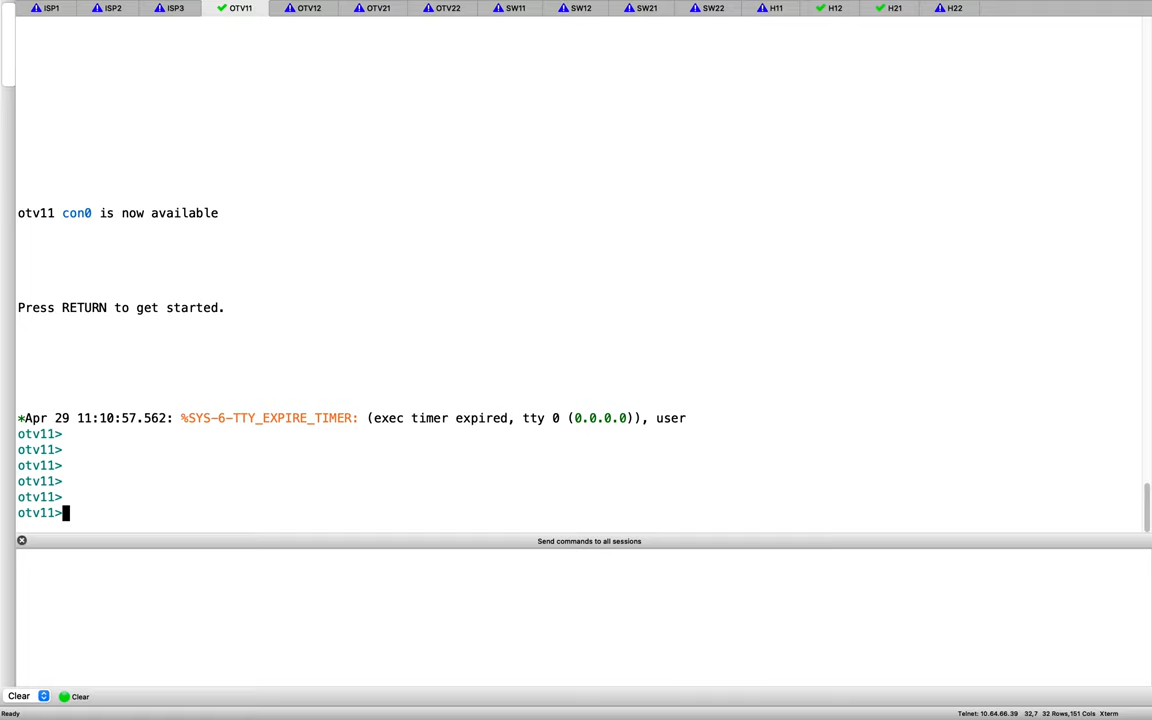 ISP1 ISP2 ISP3 OTV11 OTV12 OTV21 OTV22 SW11 SW12 SW21 SW22 H11 H12 H21 H22
otv11 con0 is now available
Press RETURN to get started.
*Apr 29 11:10:57.562: %SYS-6-TTY_EXPIRE_TIMER: (exec timer expired, tty 0 (0.0.0.0)), user
otv11>
otv11>
otv11>
otv11>
otv11>
otv11>
Send commands to all sessions
Clear Clear
Ready Telnet: 10.64.66.39 32,7 32 Rows,151 Cols Xterm